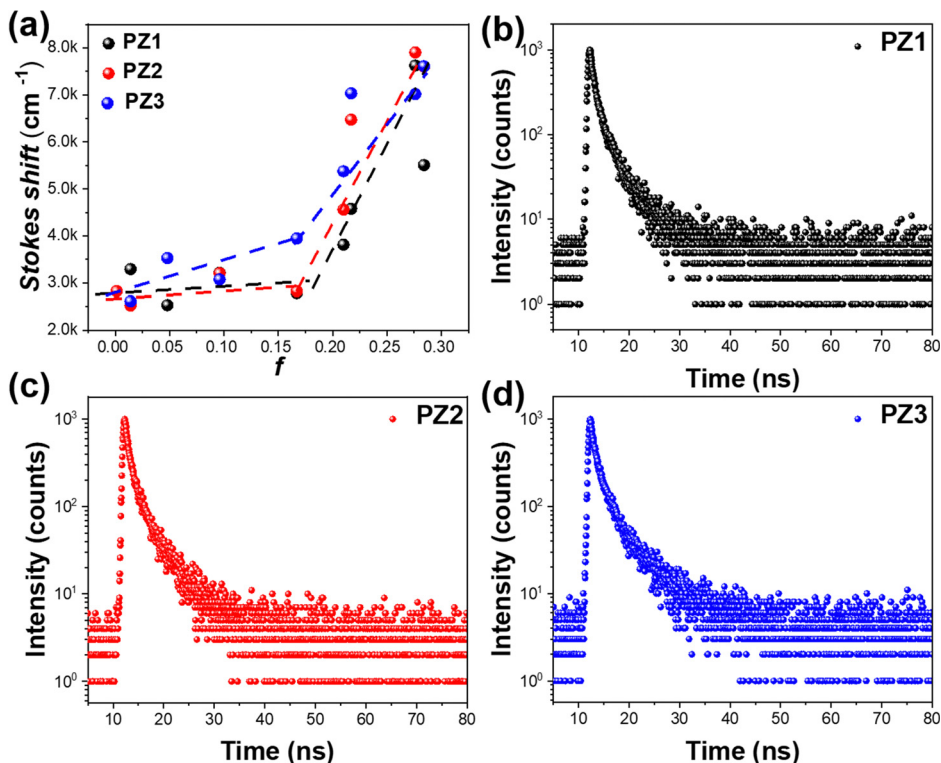 (a)
PZ1
PZ2
PZ3
Stokes shift (cm⁻¹)
8.0k
7.0k
6.0k
5.0k
4.0k
3.0k
2.0k
0.00 0.05 0.10 0.15 0.20 0.25 0.30
f
(b)
PZ1
Intensity (counts)
10³
10²
10¹
10⁰
10 20 30 40 50 60 70 80
Time (ns)
(c)
PZ2
Intensity (counts)
10³
10²
10¹
10⁰
10 20 30 40 50 60 70 80
Time (ns)
(d)
PZ3
Intensity (counts)
10³
10²
10¹
10⁰
10 20 30 40 50 60 70 80
Time (ns)